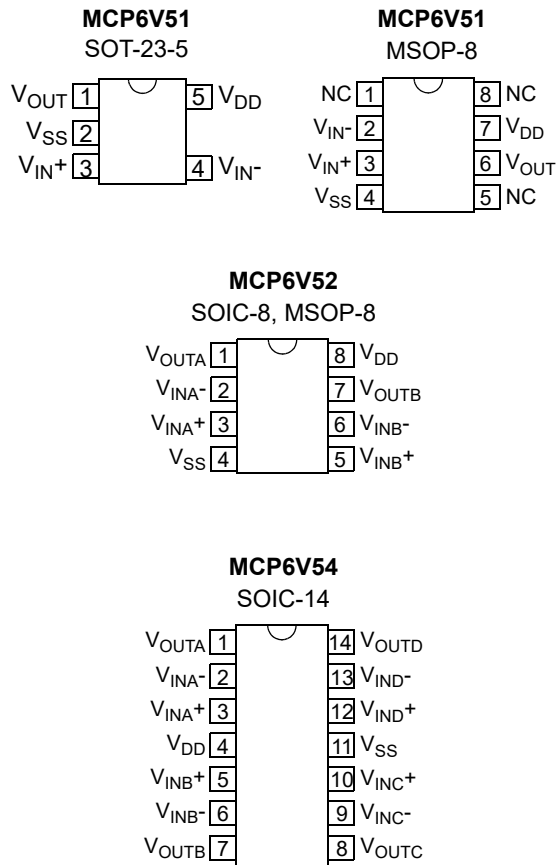 MCP6V51
SOT-23-5
VOUT 1
5 VDD
VSS 2
VIN+ 3
4 VIN-
MCP6V51
MSOP-8
NC 1
8 NC
VIN- 2
7 VDD
VIN+ 3
6 VOUT
VSS 4
5 NC
MCP6V52
SOIC-8, MSOP-8
VOUTA 1
8 VDD
VINA- 2
7 VOUTB
VINA+ 3
6 VINB-
VSS 4
5 VINB+
MCP6V54
SOIC-14
VOUTA 1
14 VOUTD
VINA- 2
13 VIND-
VINA+ 3
12 VIND+
VDD 4
11 VSS
VINB+ 5
10 VINC+
VINB- 6
9 VINC-
VOUTB 7
8 VOUTC